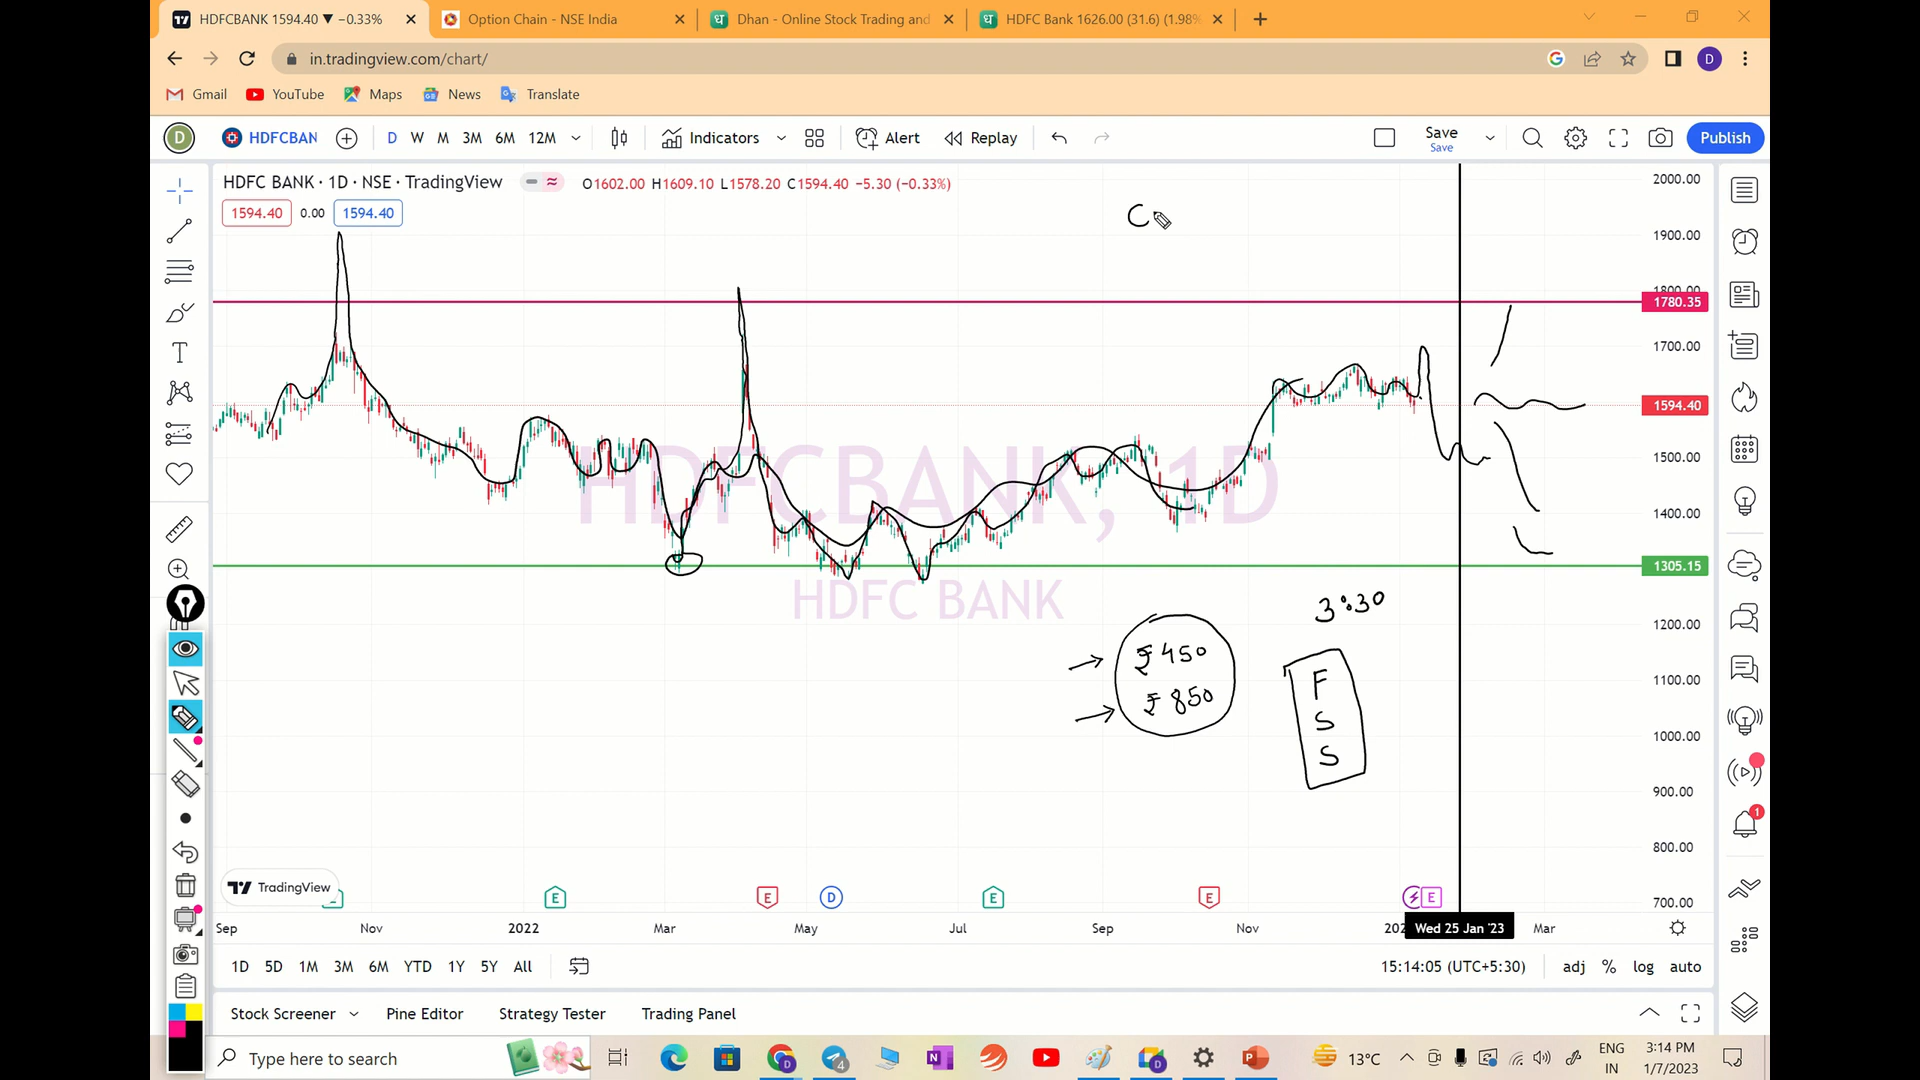 HDFCBANK 1594.40 ▼ −0.33%
Option Chain - NSE India
Dhan - Online Stock Trading and
HDFC Bank 1626.00 (31.6) (1.98%
in.tradingview.com/chart/
D
Gmail
YouTube
Maps
News
Translate
D
HDFCBAN
D
W
M
3M
6M
12M
Indicators
Alert
Replay
Save
Save
Publish
HDFC BANK · 1D · NSE · TradingView
O1602.00 H1609.10 L1578.20 C1594.40 −5.30 (−0.33%)
1594.40
0.00
1594.40
C
2000.00
1900.00
1800.00
1780.35
1700.00
1594.40
1500.00
1400.00
1305.15
1200.00
1100.00
1000.00
900.00
800.00
700.00
HDFCBANK, 1D
HDFC BANK
3:30
₹450
₹850
F
S
S
TradingView
E
E
D
E
E
E
Sep
Nov
2022
Mar
May
Jul
Sep
Nov
202
Wed 25 Jan '23
Mar
1D
5D
1M
3M
6M
YTD
1Y
5Y
All
15:14:05 (UTC+5:30)
adj
%
log
auto
Stock Screener
Pine Editor
Strategy Tester
Trading Panel
1
Type here to search
4
13°C
ENG
IN
3:14 PM
1/7/2023